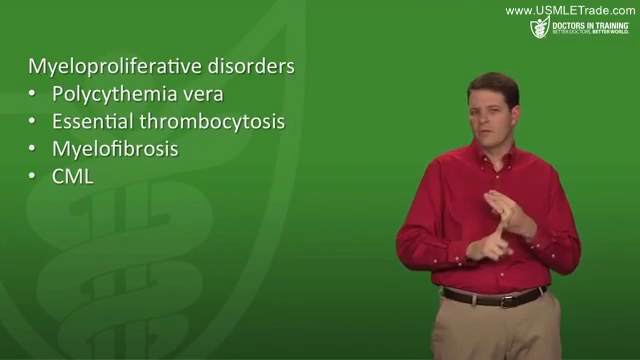 www.USMLETrade.com
DOCTORS IN TRAINING
BETTER DOCTORS. BETTER WORLD.
Myeloproliferative disorders
• Polycythemia vera
• Essential thrombocytosis
• Myelofibrosis
• CML